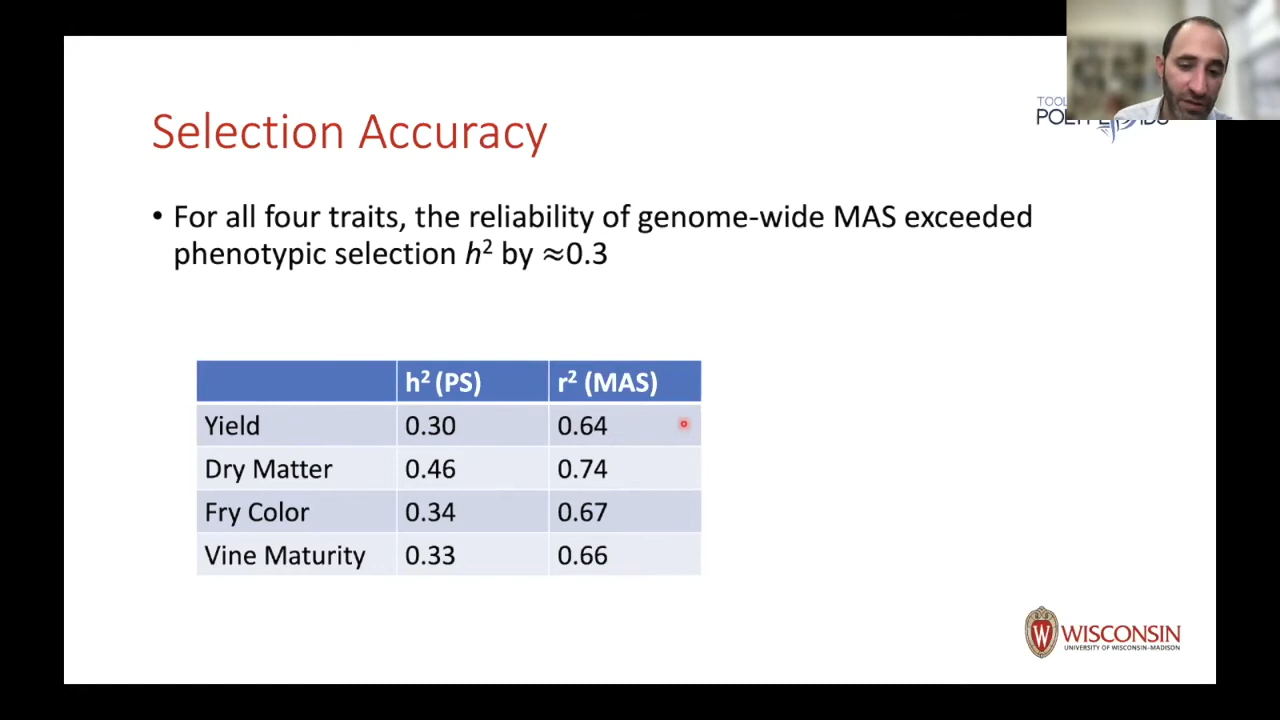 Selection Accuracy
• For all four traits, the reliability of genome-wide MAS exceeded
phenotypic selection h² by ≈0.3
h² (PS) r² (MAS)
Yield 0.30 0.64
Dry Matter 0.46 0.74
Fry Color 0.34 0.67
Vine Maturity 0.33 0.66
WISCONSIN
UNIVERSITY OF WISCONSIN-MADISON